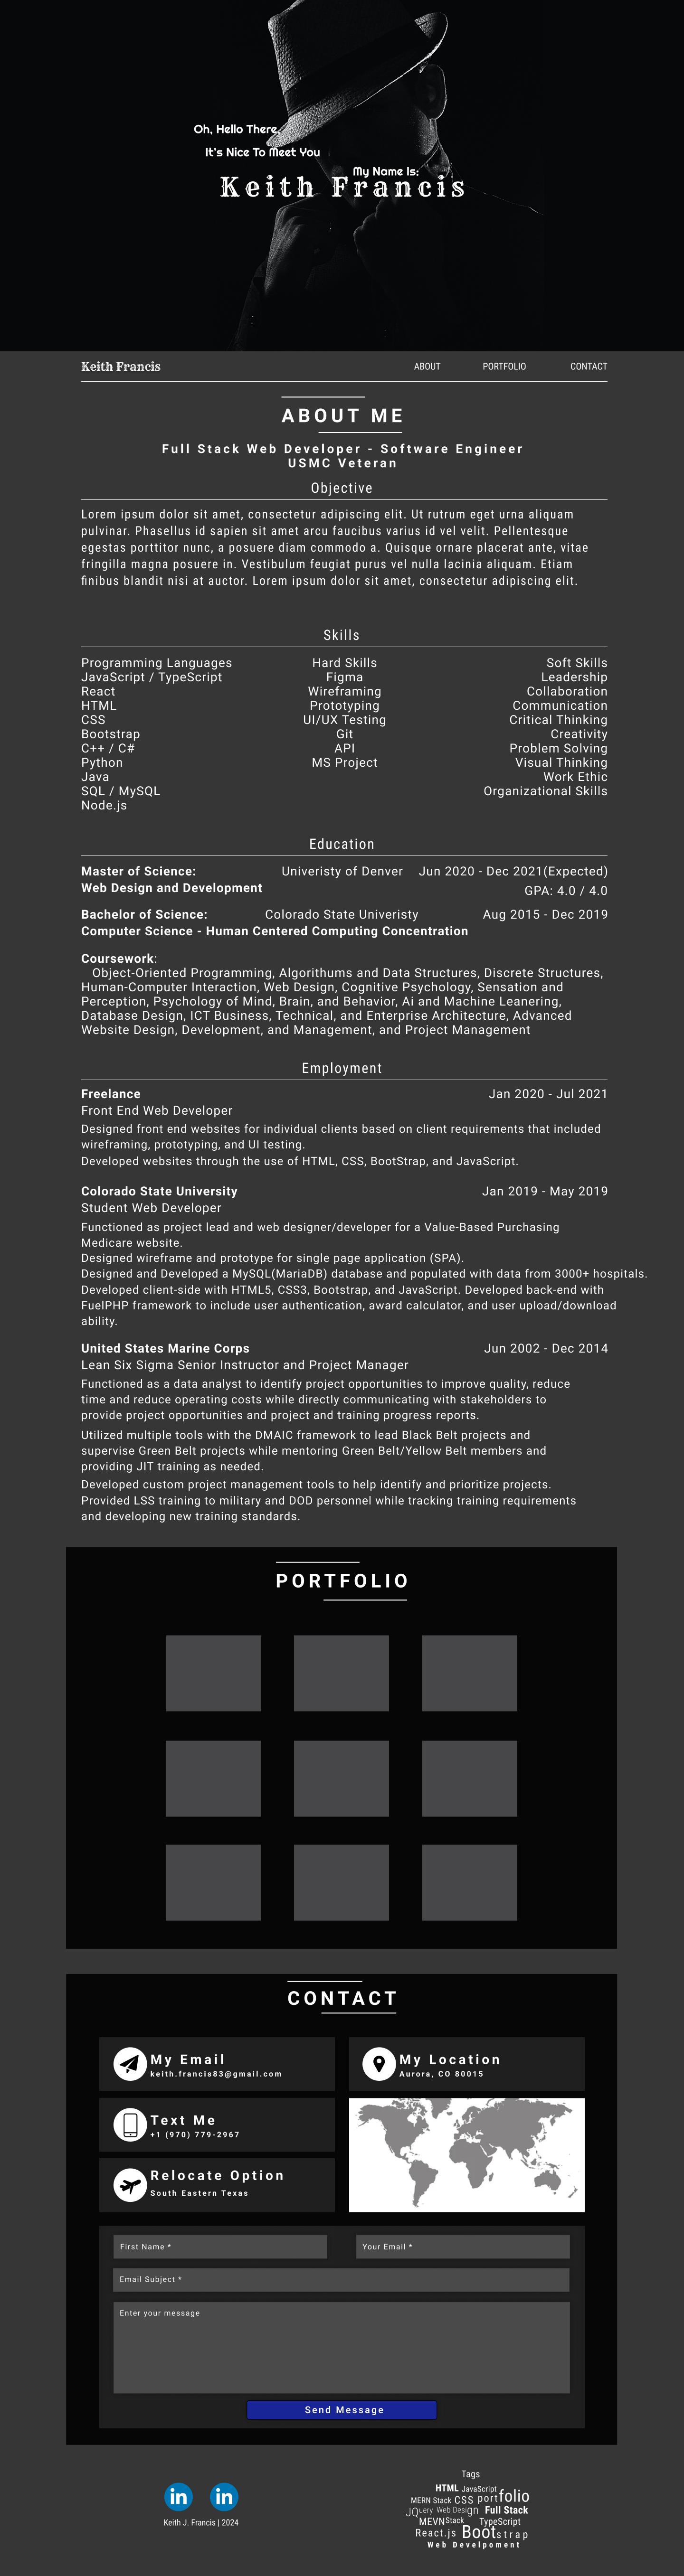 Oh, Hello There,
It's Nice To Meet You
My Name Is:
Keith Francis
Keith Francis
ABOUT
PORTFOLIO
CONTACT
ABOUT ME
Full Stack Web Developer - Software Engineer
USMC Veteran
Objective
Lorem ipsum dolor sit amet, consectetur adipiscing elit. Ut rutrum eget urna aliquam
pulvinar. Phasellus id sapien sit amet arcu faucibus varius id vel velit. Pellentesque
egestas porttitor nunc, a posuere diam commodo a. Quisque ornare placerat ante, vitae
fringilla magna posuere in. Vestibulum feugiat purus vel nulla lacinia aliquam. Etiam
finibus blandit nisi at auctor. Lorem ipsum dolor sit amet, consectetur adipiscing elit.
Skills
Programming Languages
JavaScript / TypeScript
React
HTML
CSS
Bootstrap
C++ / C#
Python
Java
SQL / MySQL
Node.js
Hard Skills
Figma
Wireframing
Prototyping
UI/UX Testing
Git
API
MS Project
Soft Skills
Leadership
Collaboration
Communication
Critical Thinking
Creativity
Problem Solving
Visual Thinking
Work Ethic
Organizational Skills
Education
Master of Science: Univeristy of Denver Jun 2020 - Dec 2021(Expected)
Web Design and Development GPA: 4.0 / 4.0
Bachelor of Science: Colorado State Univeristy Aug 2015 - Dec 2019
Computer Science - Human Centered Computing Concentration
Coursework:
Object-Oriented Programming, Algorithums and Data Structures, Discrete Structures,
Human-Computer Interaction, Web Design, Cognitive Psychology, Sensation and
Perception, Psychology of Mind, Brain, and Behavior, Ai and Machine Leanering,
Database Design, ICT Business, Technical, and Enterprise Architecture, Advanced
Website Design, Development, and Management, and Project Management
Employment
Freelance Jan 2020 - Jul 2021
Front End Web Developer
Designed front end websites for individual clients based on client requirements that included
wireframing, prototyping, and UI testing.
Developed websites through the use of HTML, CSS, BootStrap, and JavaScript.
Colorado State University Jan 2019 - May 2019
Student Web Developer
Functioned as project lead and web designer/developer for a Value-Based Purchasing
Medicare website.
Designed wireframe and prototype for single page application (SPA).
Designed and Developed a MySQL(MariaDB) database and populated with data from 3000+ hospitals.
Developed client-side with HTML5, CSS3, Bootstrap, and JavaScript. Developed back-end with
FuelPHP framework to include user authentication, award calculator, and user upload/download
ability.
United States Marine Corps Jun 2002 - Dec 2014
Lean Six Sigma Senior Instructor and Project Manager
Functioned as a data analyst to identify project opportunities to improve quality, reduce
time and reduce operating costs while directly communicating with stakeholders to
provide project opportunities and project and training progress reports.
Utilized multiple tools with the DMAIC framework to lead Black Belt projects and
supervise Green Belt projects while mentoring Green Belt/Yellow Belt members and
providing JIT training as needed.
Developed custom project management tools to help identify and prioritize projects.
Provided LSS training to military and DOD personnel while tracking training requirements
and developing new training standards.
PORTFOLIO
CONTACT
My Email
keith.francis83@gmail.com
My Location
Aurora, CO 80015
Text Me
+1 (970) 779-2967
Relocate Option
South Eastern Texas
First Name *
Your Email *
Email Subject *
Enter your message
Send Message
in
in
Keith J. Francis | 2024
Tags
HTML JavaScript
MERN Stack CSS portfolio
JQuery Web Design Full Stack
MEVN Stack TypeScript
React.js Bootstrap
Web Develpoment